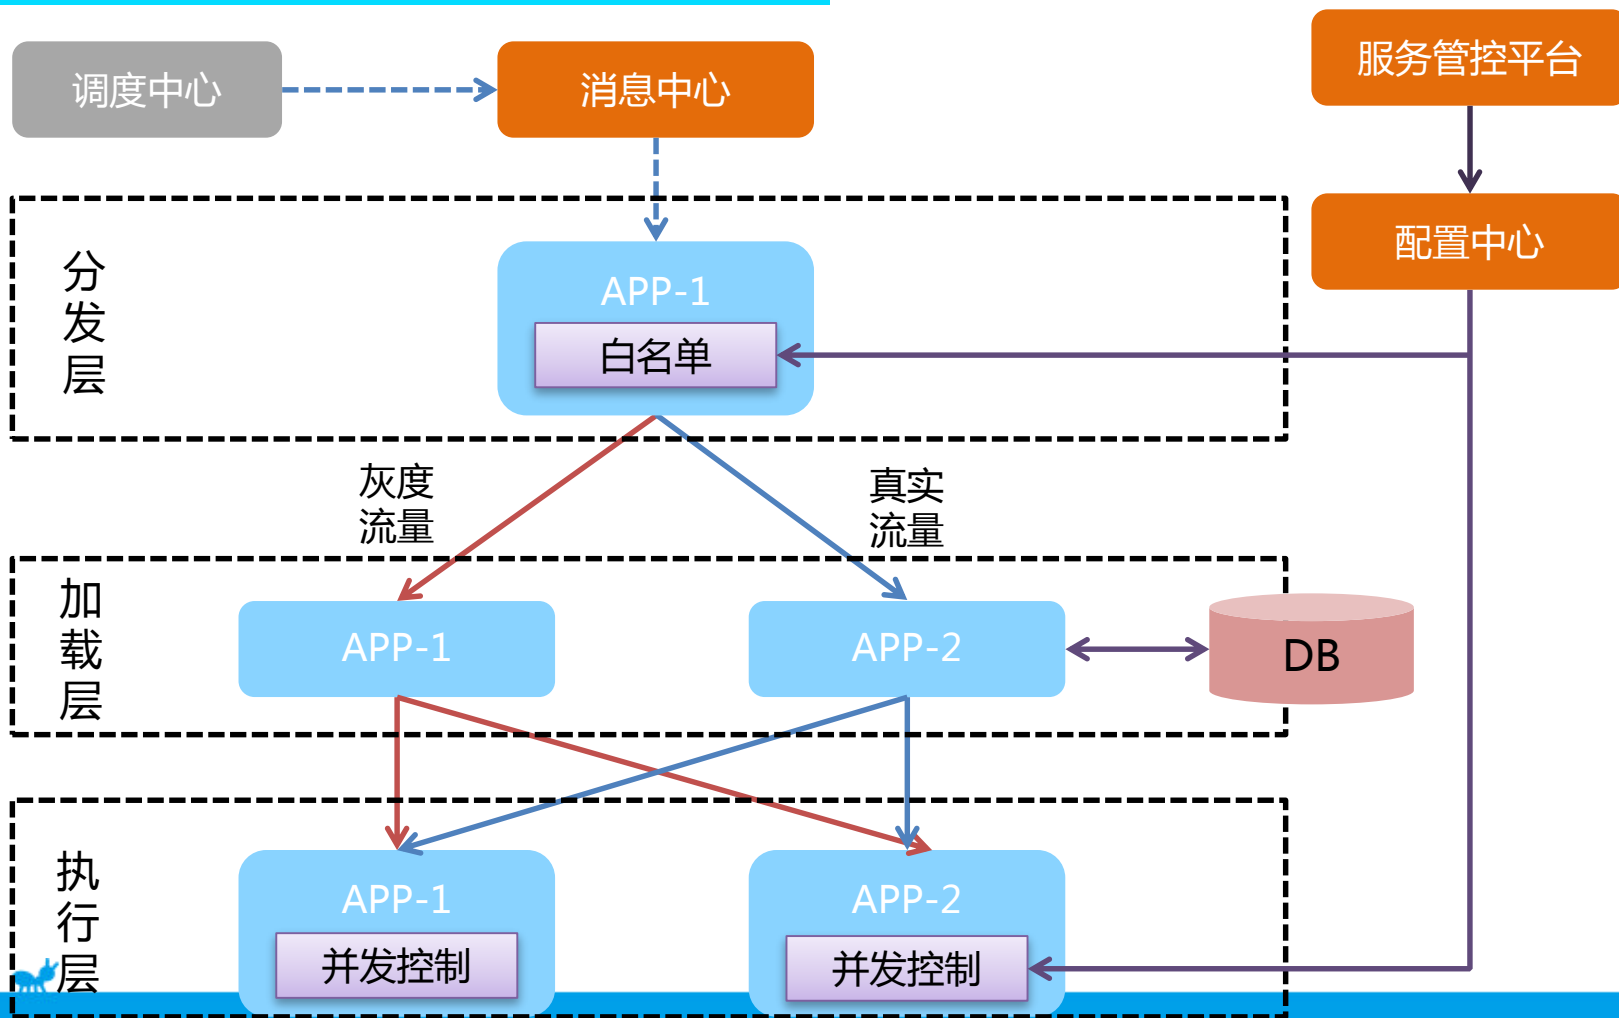 调度中心
消息中心
服务管控平台
配置中心
分发层
APP-1
白名单
灰度
流量
真实
流量
加载层
APP-1
APP-2
DB
执行层
APP-1
并发控制
APP-2
并发控制